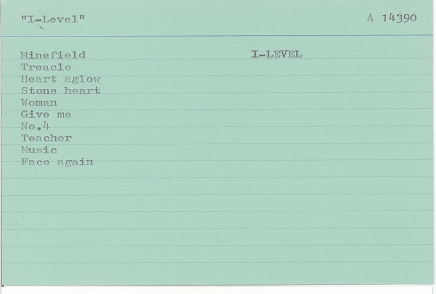 "I-Level" A 14390
Minefield I-LEVEL
Treacle
Heart aglow
Stone heart
Woman
Give me
No.4
Teacher
Music
Face again